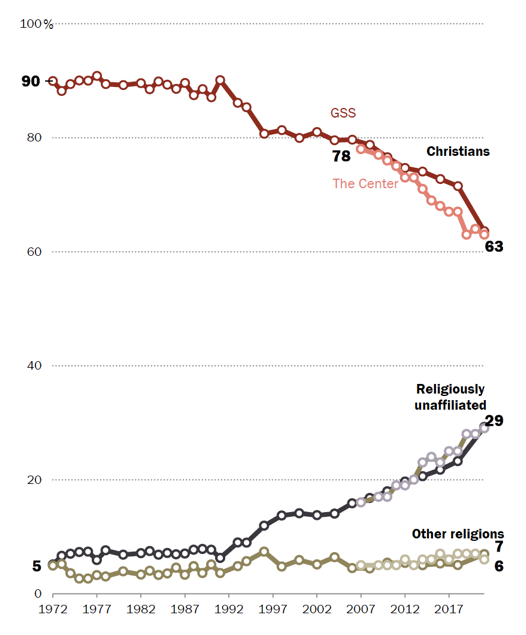 100%
90
GSS
80
78
Christians
The Center
60
63
40
Religiously
unaffiliated
29
20
Other religions
7
5
6
0
1972 1977 1982 1987 1992 1997 2002 2007 2012 2017